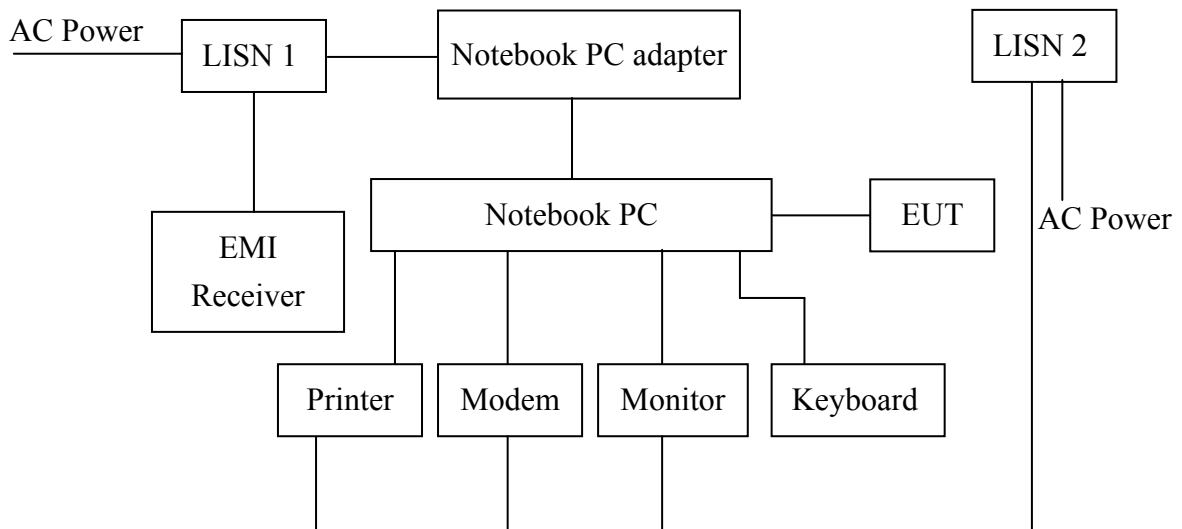 AC Power
LISN 1
Notebook PC adapter
LISN 2
Notebook PC
EUT
AC Power
EMI
Receiver
Printer
Modem
Monitor
Keyboard